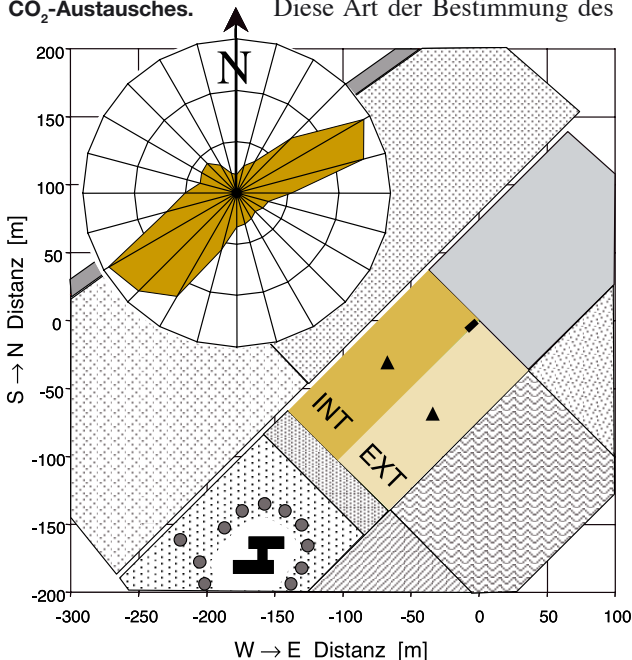 CO₂-Austausches.
Diese Art der Bestimmung des
N
200
150
100
50
0
-50
-100
-150
-200
S → N Distanz [m]
INT
EXT
-300 -250 -200 -150 -100 -50 0 50 100
W → E Distanz [m]